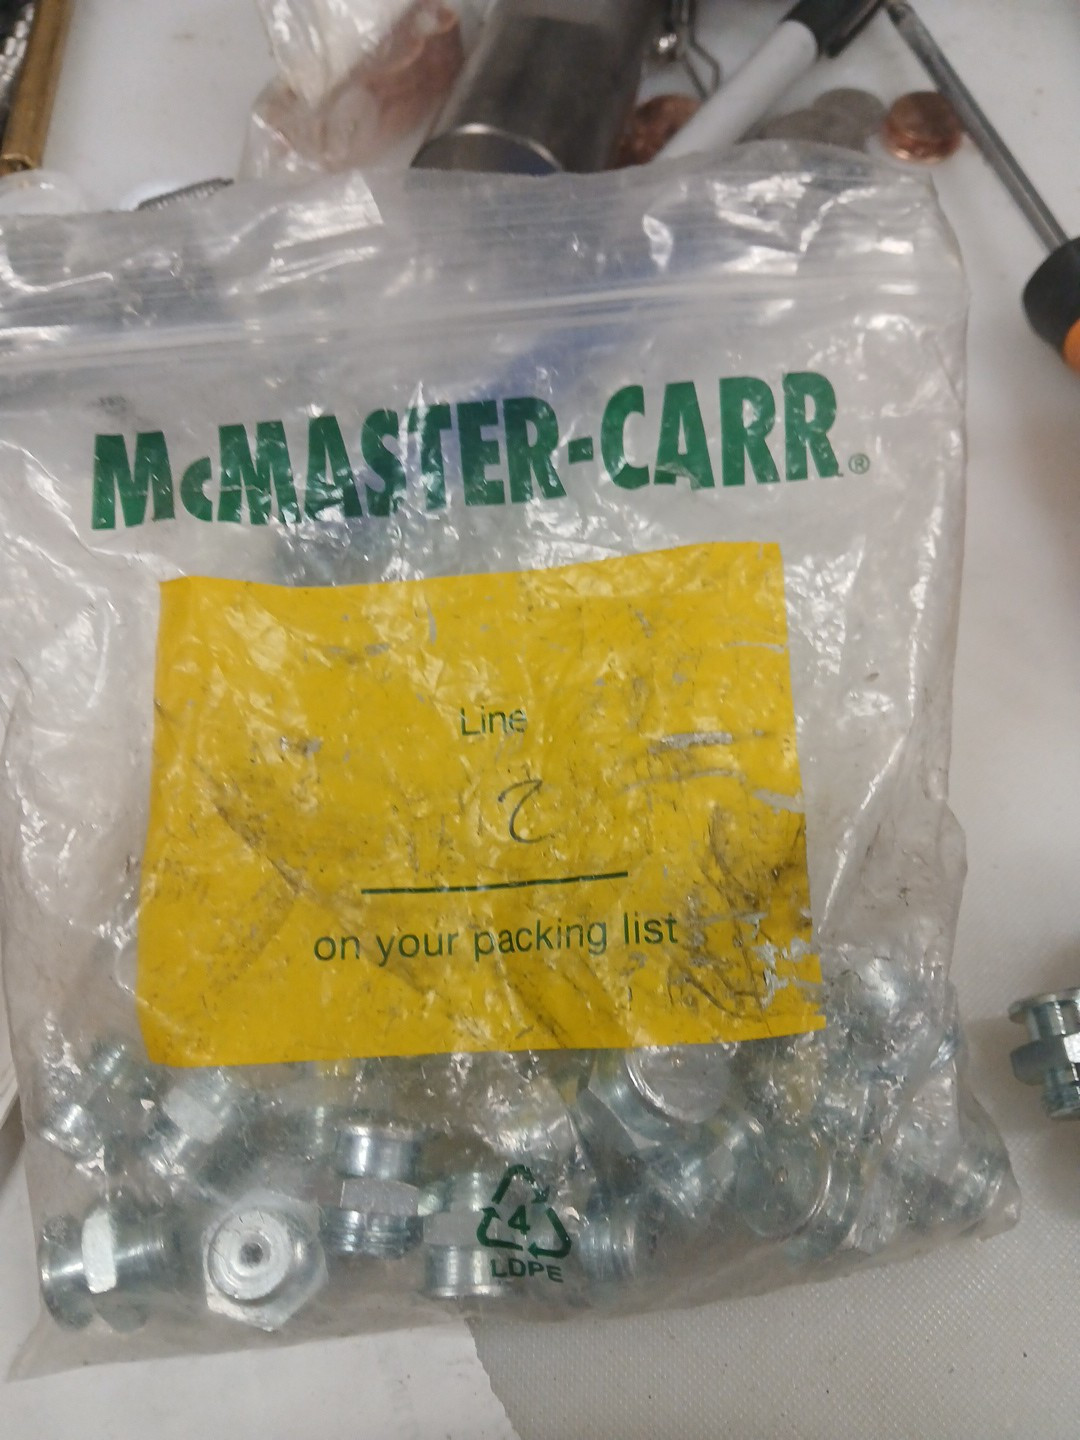 McMASTER-CARR®
Line
2
on your packing list
4
LDPE